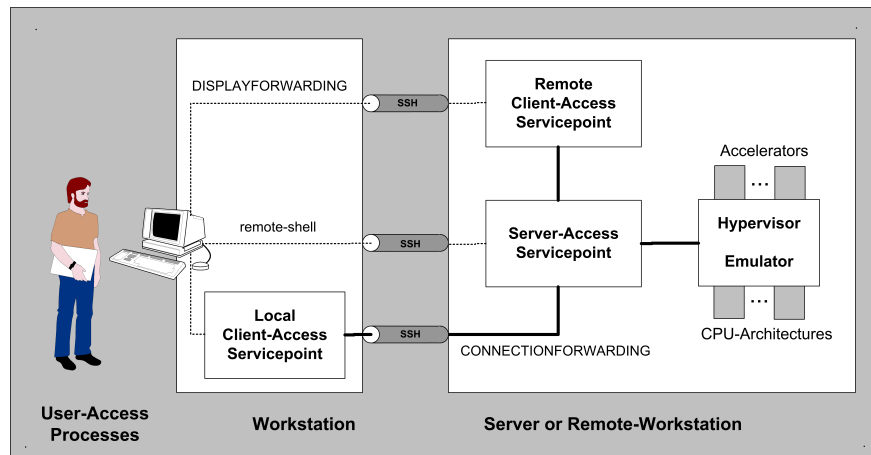 DISPLAYFORWARDING
SSH
Remote
Client-Access
Servicepoint
Accelerators
...
remote-shell
SSH
Server-Access
Servicepoint
Hypervisor
Emulator
Local
Client-Access
Servicepoint
SSH
CONNECTIONFORWARDING
...
CPU-Architectures
User-Access
Processes
Workstation
Server or Remote-Workstation